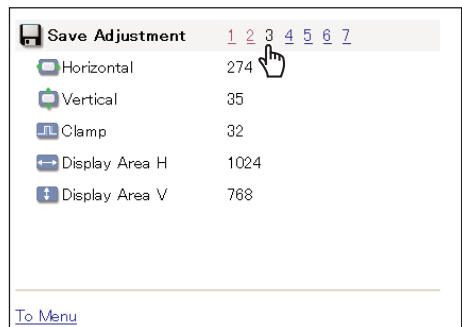 Save Adjustment 1 2 3 4 5 6 7
Horizontal 274
Vertical 35
Clamp 32
Display Area H 1024
Display Area V 768
To Menu